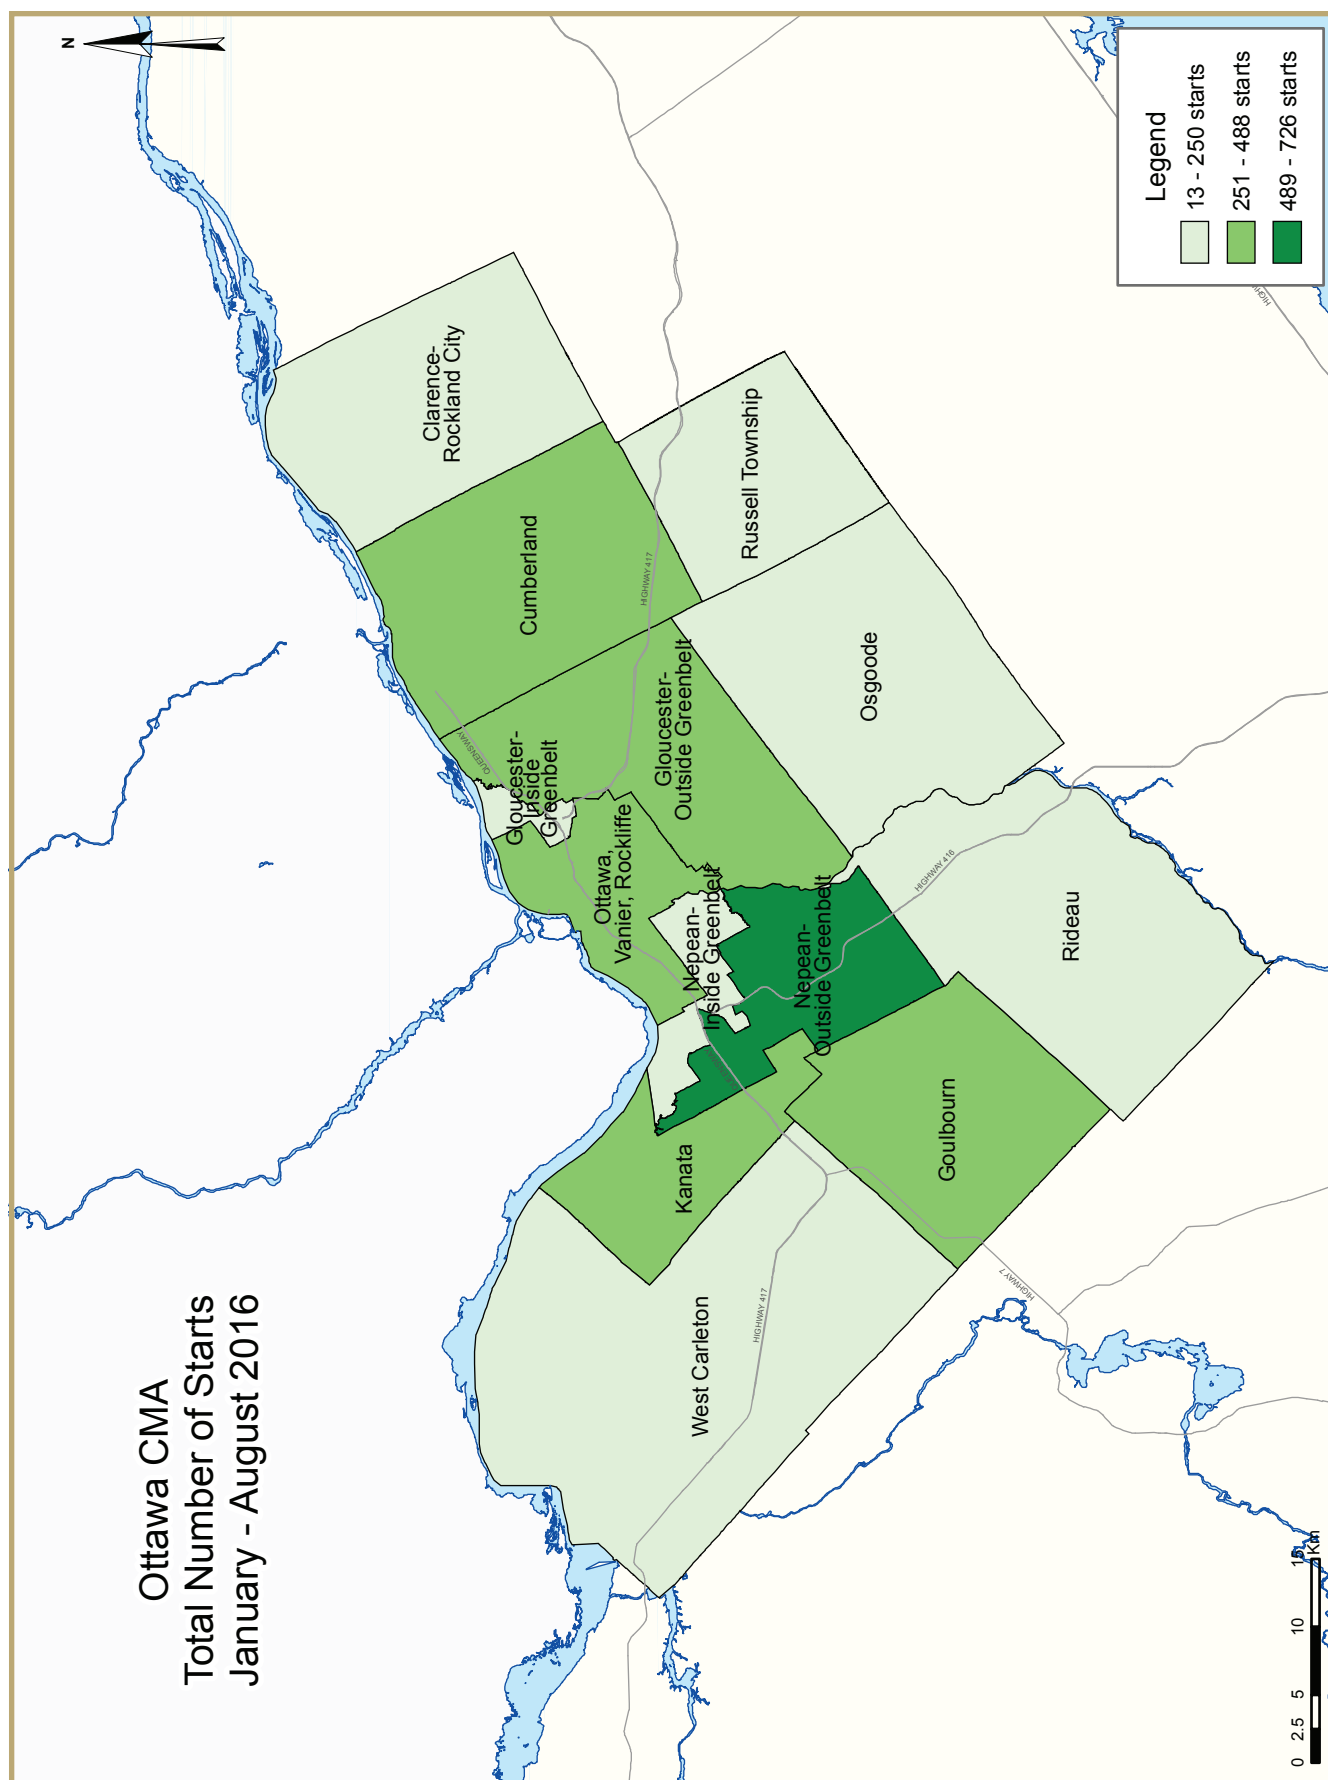 Ottawa CMA
Total Number of Starts
January - August 2016
N
Legend
13 - 250 starts
251 - 488 starts
489 - 726 starts
Clarence-
Rockland City
Cumberland
Russell Township
Osgoode
Gloucester-
Outside Greenbelt
Gloucester-
Inside
Greenbelt
Ottawa,
Vanier, Rockliffe
Nepean-
Inside Greenbelt
Nepean-
Outside Greenbelt
Rideau
Goulbourn
Kanata
West Carleton
QUEENSWAY
HIGHWAY 417
HIGHWAY 416
HIGHWAY 417
HIGHWAY 7
0 2.5 5 10 15
Km